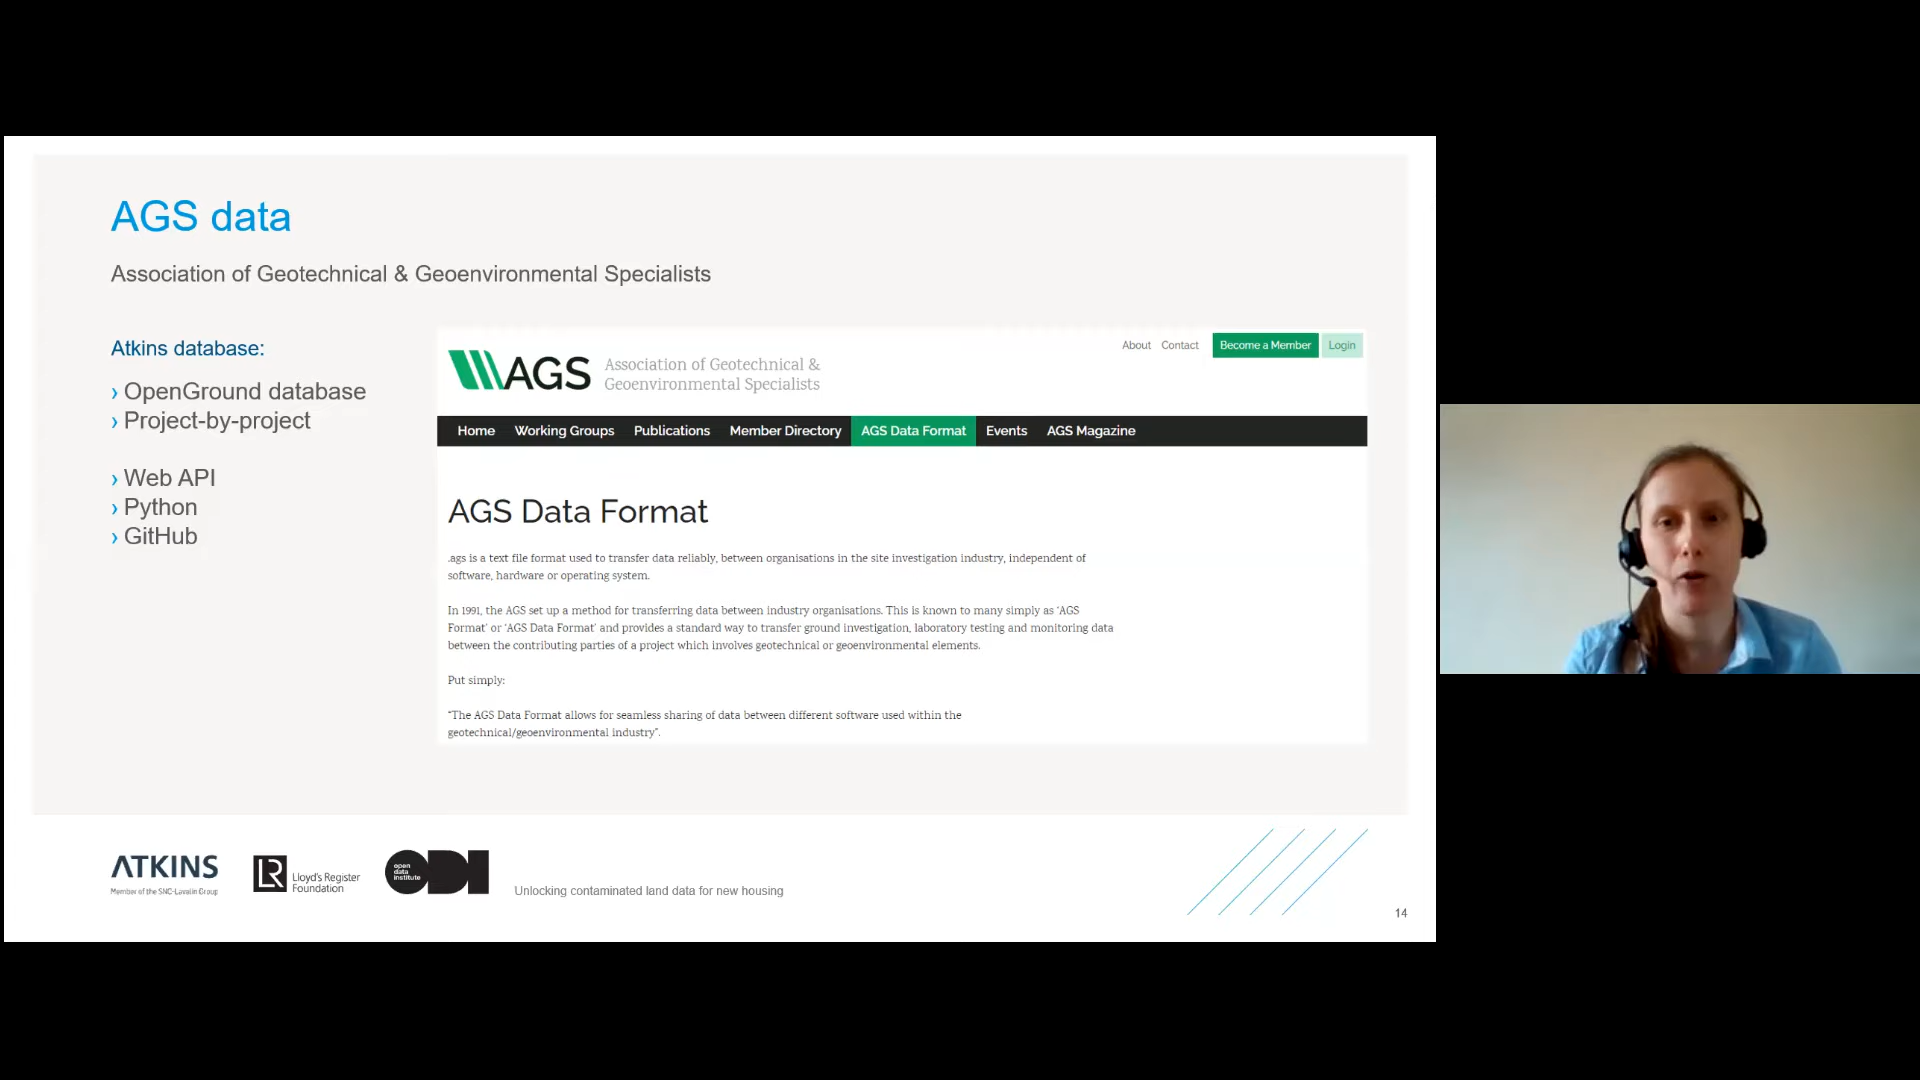 AGS data
Association of Geotechnical & Geoenvironmental Specialists
Atkins database:
› OpenGround database
› Project-by-project
› Web API
› Python
› GitHub
AGS
Association of Geotechnical &
Geoenvironmental Specialists
About Contact Become a Member Login
Home Working Groups Publications Member Directory AGS Data Format Events AGS Magazine
AGS Data Format
.ags is a text file format used to transfer data reliably, between organisations in the site investigation industry, independent of
software, hardware or operating system.
In 1991, the AGS set up a method for transferring data between industry organisations. This is known to many simply as ‘AGS
Format’ or ‘AGS Data Format’ and provides a standard way to transfer ground investigation, laboratory testing and monitoring data
between the contributing parties of a project which involves geotechnical or geoenvironmental elements.
Put simply:
“The AGS Data Format allows for seamless sharing of data between different software used within the
geotechnical/geoenvironmental industry”.
ATKINS
Member of the SNC-Lavalin Group
LR
Lloyd's Register
Foundation
open
data
institute
ODI
Unlocking contaminated land data for new housing
14